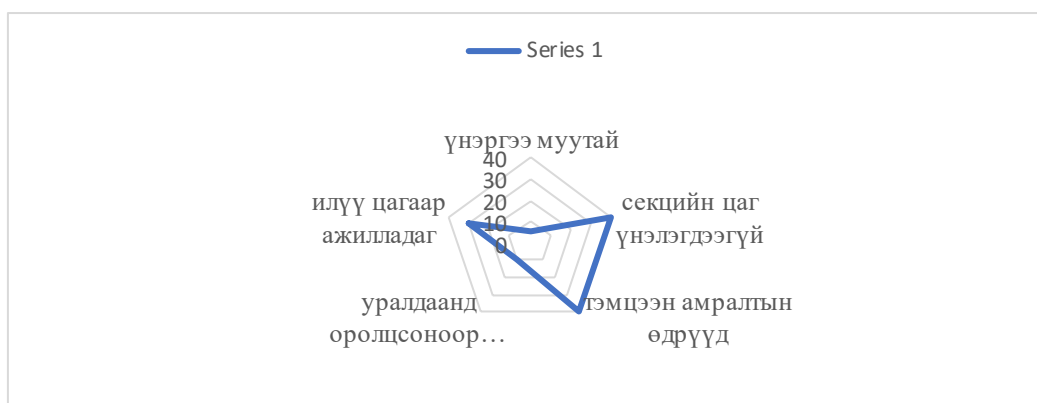 Series 1
үнэргээ муутай
40
30
20
10
0
секцийн цаг
үнэлэгдээгүй
тэмцээн амралтын
өдрүүд
уралдаанд
оролцсоноор…
илүү цагаар
ажилладаг